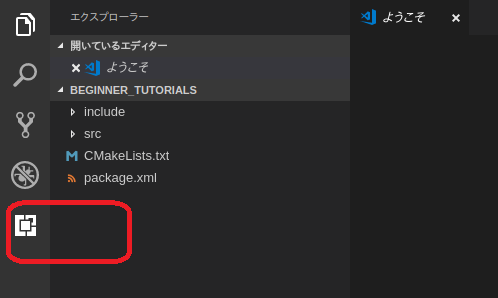 エクスプローラー
開いているエディター
ようこそ
BEGINNER_TUTORIALS
include
src
CMakeLists.txt
package.xml
ようこそ